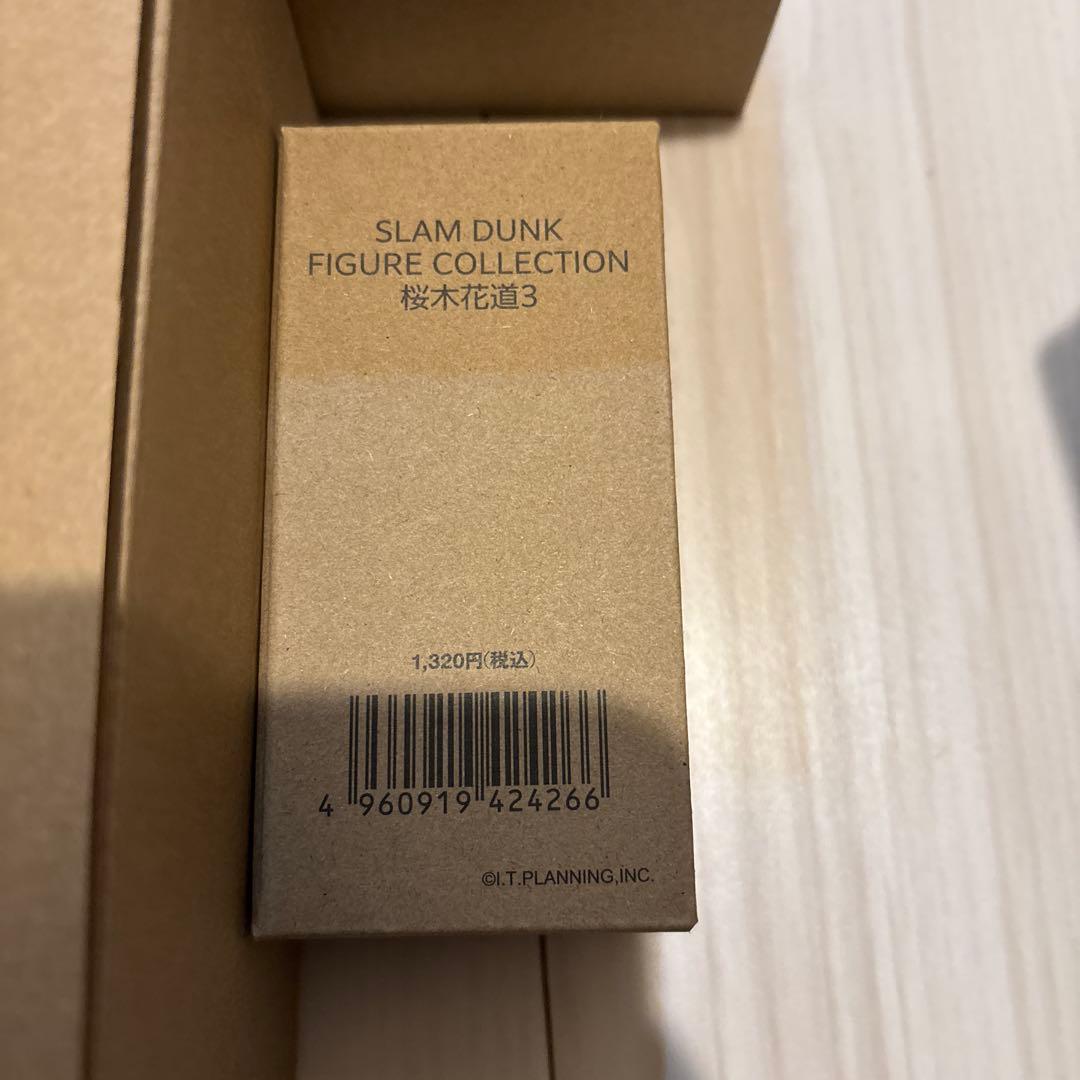 SLAM DUNK
FIGURE COLLECTION
桜木花道3
1,320円(税込)
4 960919 424266
©I.T.PLANNING,INC.